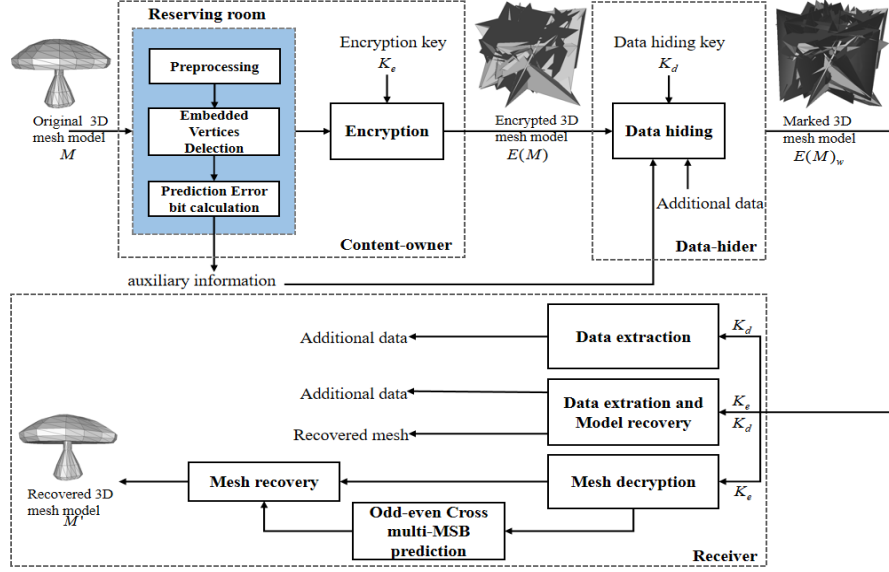 Reserving room
Preprocessing
Embedded
Vertices
Delection
Prediction Error
bit calculation
Original 3D
mesh model
M
Encryption key
K_e
Encryption
Content-owner
auxiliary information
Encrypted 3D
mesh model
E(M)
Data hiding key
K_d
Data hiding
Additional data
Data-hider
Marked 3D
mesh model
E(M)_w
Data extraction
K_d
Additional data
Data extration and
Model recovery
K_e
K_d
Additional data
Recovered mesh
Mesh decryption
K_e
Mesh recovery
Odd-even Cross
multi-MSB
prediction
Recovered 3D
mesh model
M'
Receiver